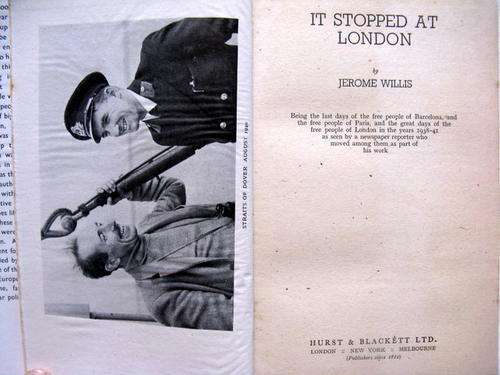 IT STOPPED AT
LONDON
by
JEROME WILLIS
Being the last days of the free people of Barcelona, and
the free people of Paris, and the great days of the
free people of London in the years 1938-41
as seen by a newspaper reporter who
moved among them as part of
his work
HURST & BLACKETT LTD.
LONDON : NEW YORK : MELBOURNE
(Publishers since 1812)
STRAITS OF DOVER AUGUST 1940